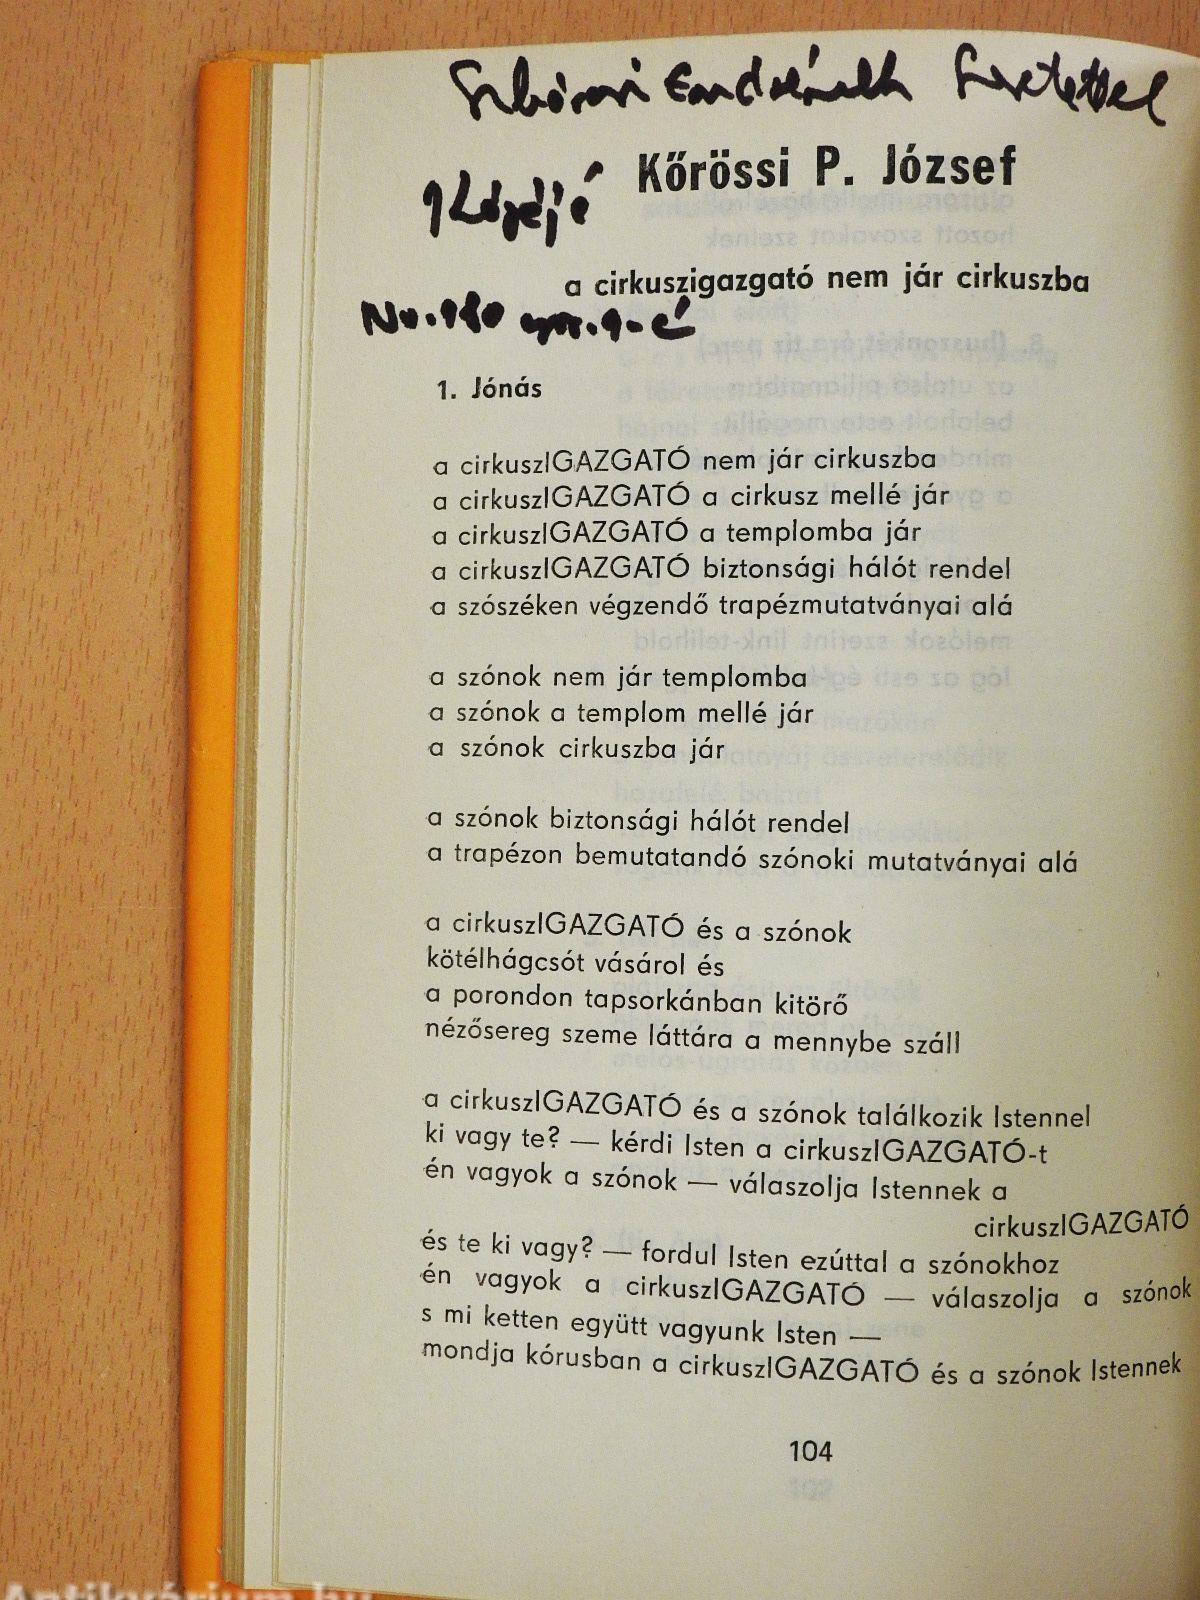 Endrének Szeretettel
Kőrössi P. József
a cirkuszigazgató nem jár cirkuszba
1. Jónás
a cirkuszIGAZGATÓ nem jár cirkuszba
a cirkuszIGAZGATÓ a cirkusz mellé jár
a cirkuszIGAZGATÓ a templomba jár
a cirkuszIGAZGATÓ biztonsági hálót rendel
a szószéken végzendő trapézmutatványai alá
a szónok nem jár templomba
a szónok a templom mellé jár
a szónok cirkuszba jár
a szónok biztonsági hálót rendel
a trapézon bemutatandó szónoki mutatványai alá
a cirkuszIGAZGATÓ és a szónok
kötélhágcsót vásárol és
a porondon tapsorkánban kitörő
nézősereg szeme láttára a mennybe száll
a cirkuszIGAZGATÓ és a szónok találkozik Istennel
ki vagy te? — kérdi Isten a cirkuszIGAZGATÓ-t
én vagyok a szónok — válaszolja Istennek a
cirkuszIGAZGATÓ
és te ki vagy? — fordul Isten ezúttal a szónokhoz
én vagyok a cirkuszIGAZGATÓ — válaszolja a szónok
s mi ketten együtt vagyunk Isten —
mondja kórusban a cirkuszIGAZGATÓ és a szónok Istennek
104
Antikvárium.hu